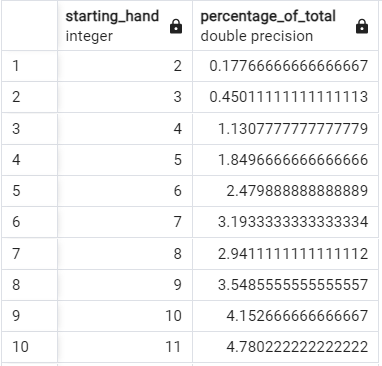 starting_hand percentage_of_total
integer double precision
1 2 0.17766666666666667
2 3 0.45011111111111113
3 4 1.1307777777777779
4 5 1.8496666666666666
5 6 2.479888888888889
6 7 3.1933333333333334
7 8 2.9411111111111112
8 9 3.5485555555555557
9 10 4.152666666666667
10 11 4.780222222222222